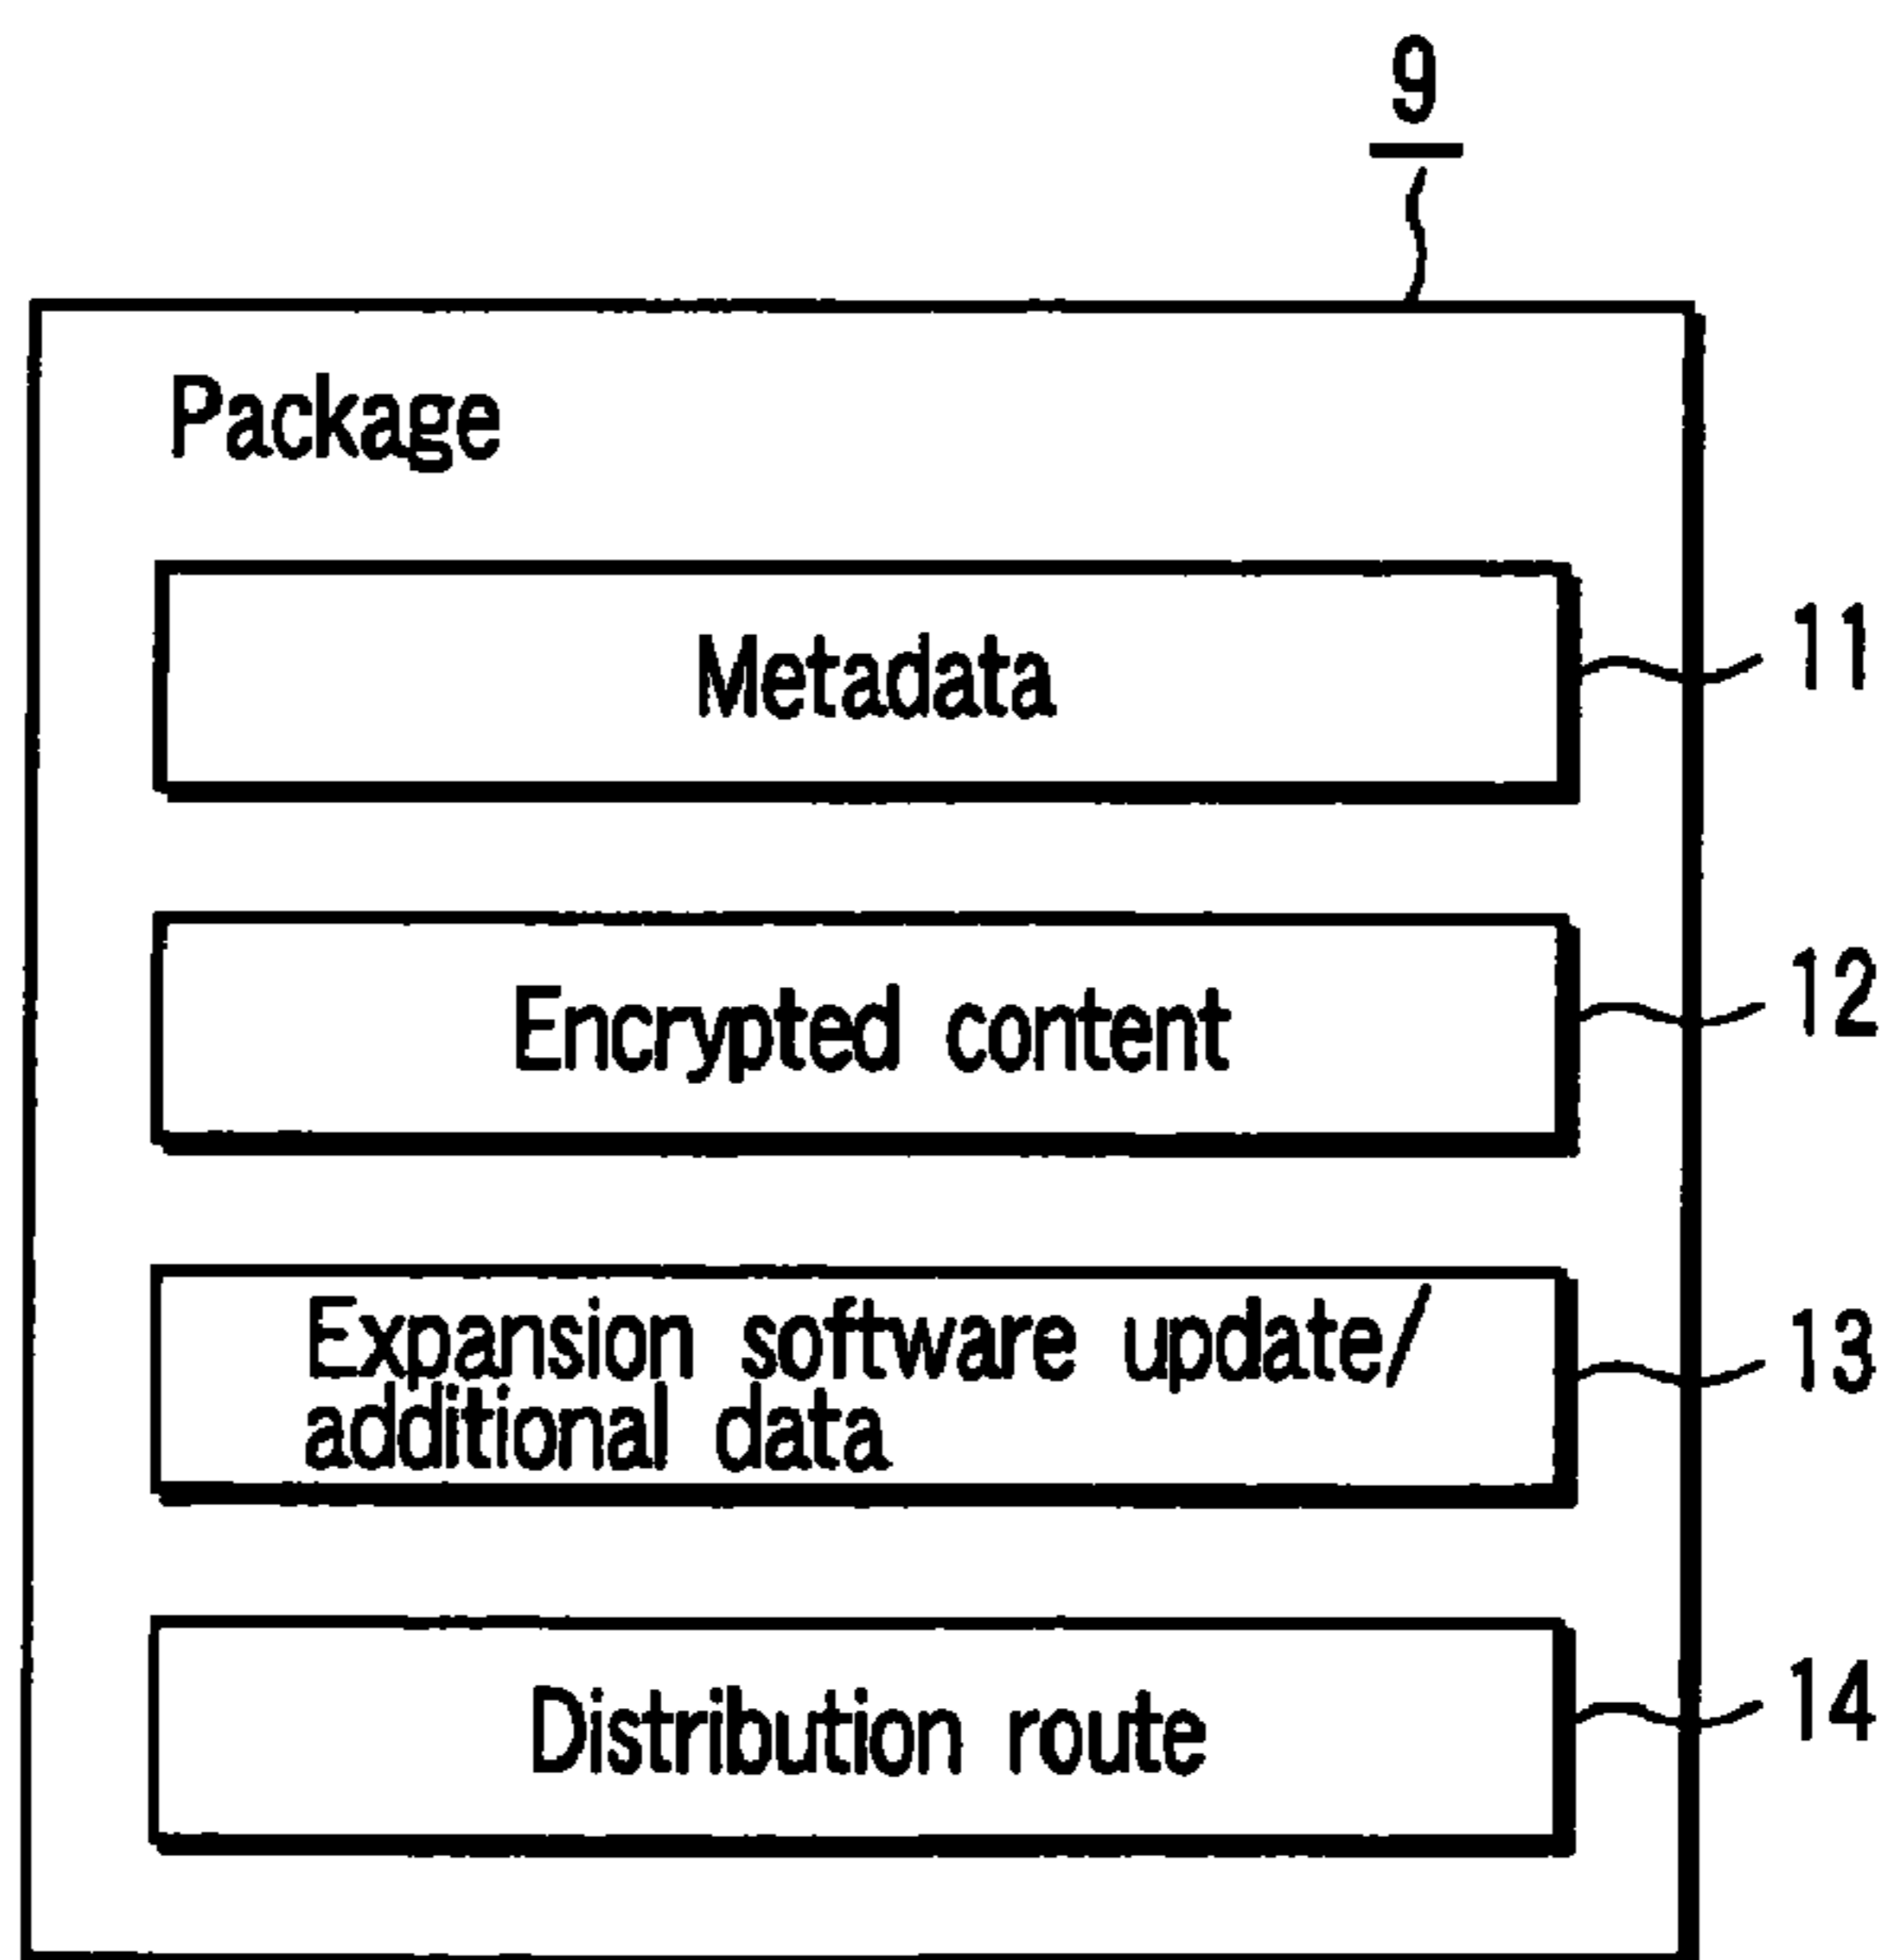 9
Package
Metadata
11
Encrypted content
12
Expansion software update/
additional data
13
Distribution route
14